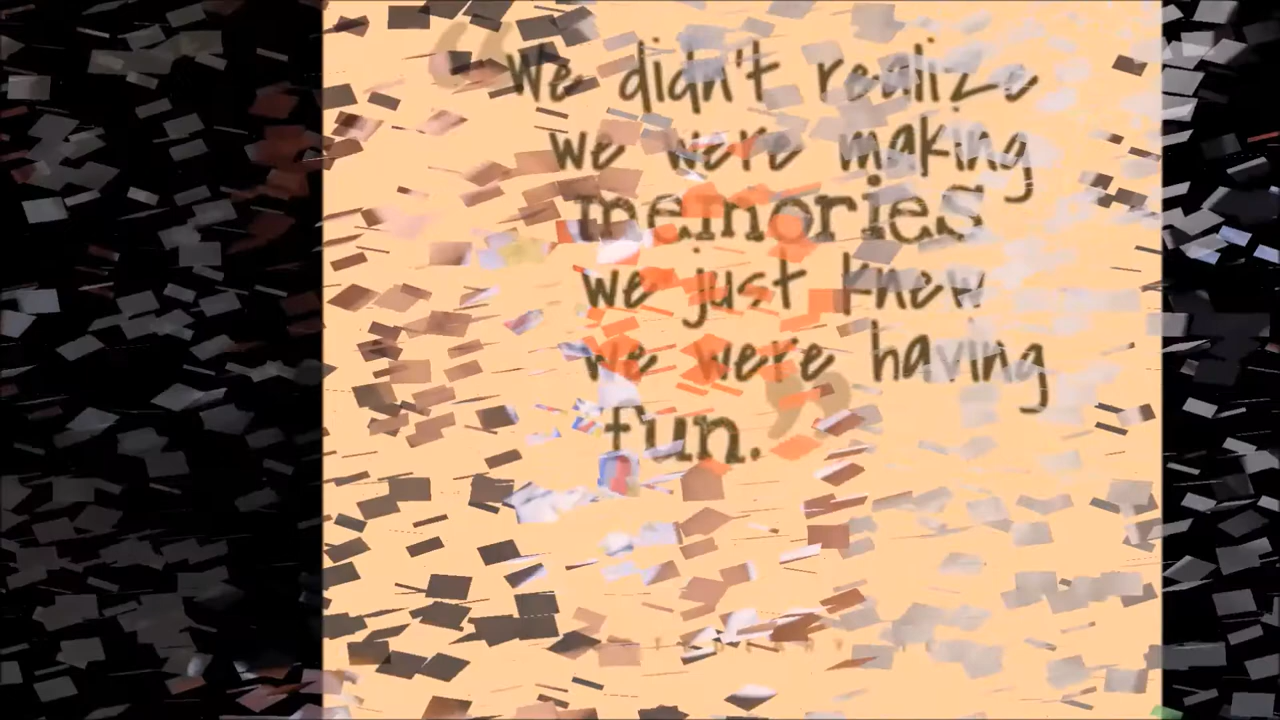 “We didn't realize
we were making
memories
we just knew
we were having
fun.”